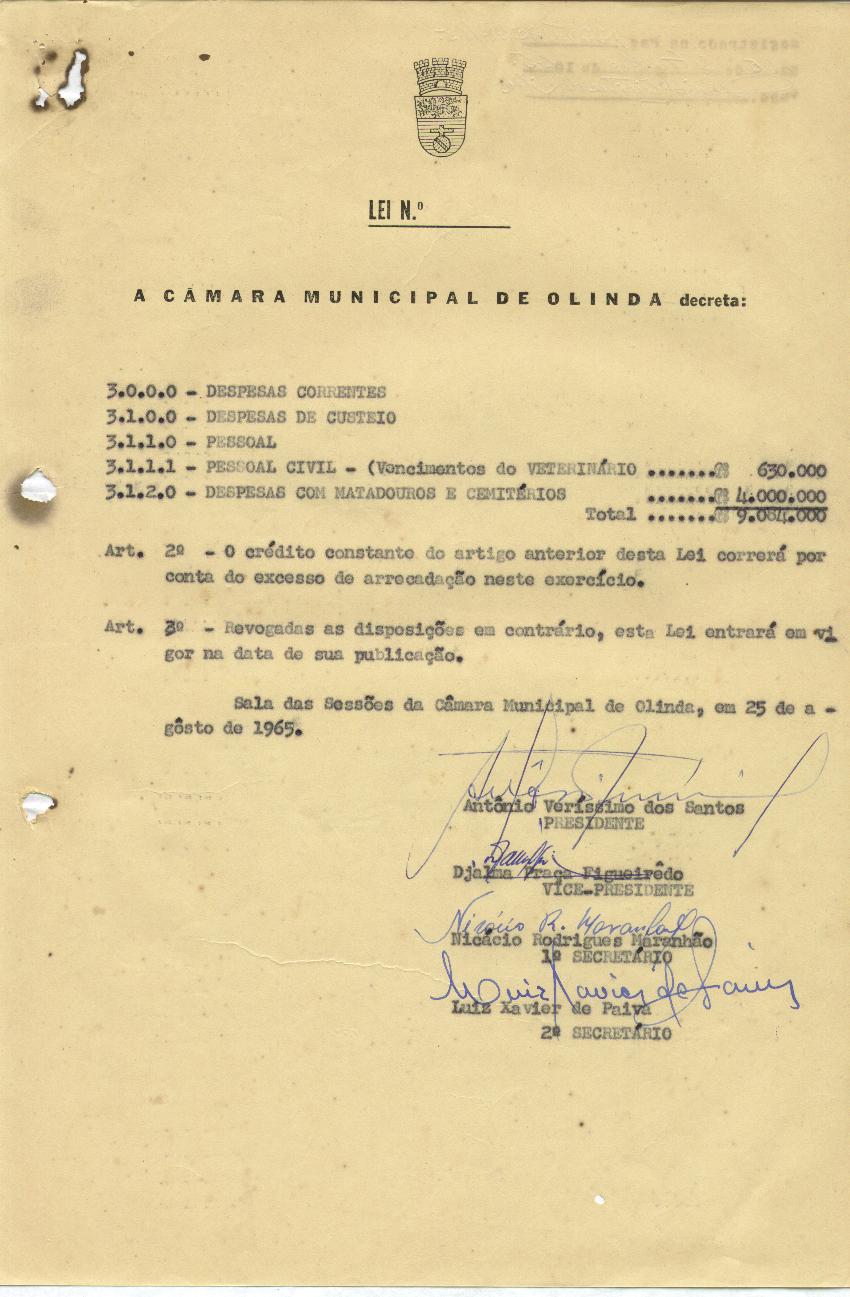 LEI N.º
A CÂMARA MUNICIPAL DE OLINDA decreta:
3.0.0.0 - DESPESAS CORRENTES
3.1.0.0 - DESPESAS DE CUSTEIO
3.1.1.0 - PESSOAL
3.1.1.1 - PESSOAL CIVIL - (Vencimentos do VETERINÁRIO .......₢$ 630.000
3.1.2.0 - DESPESAS COM MATADOUROS E CEMITÉRIOS .......₢$ 4.000.000
Total .......₢$ 9.084.000
Art. 2º - O crédito constante do artigo anterior desta Lei correrá por
conta do excesso de arrecadação neste exercício.
Art. 3º - Revogadas as disposições em contrário, esta Lei entrará em vi
gor na data de sua publicação.
Sala das Sessões da Câmara Municipal de Olinda, em 25 de a -
gôsto de 1965.
Antônio Veríssimo dos Santos
PRESIDENTE
Djalma Praça Figueirêdo
VICE-PRESIDENTE
Nicácio R. Maranhão
Nicácio Rodrigues Maranhão
1º SECRETÁRIO
Luiz Xavier de Paiva
Luiz Xavier de Paiva
2º SECRETÁRIO